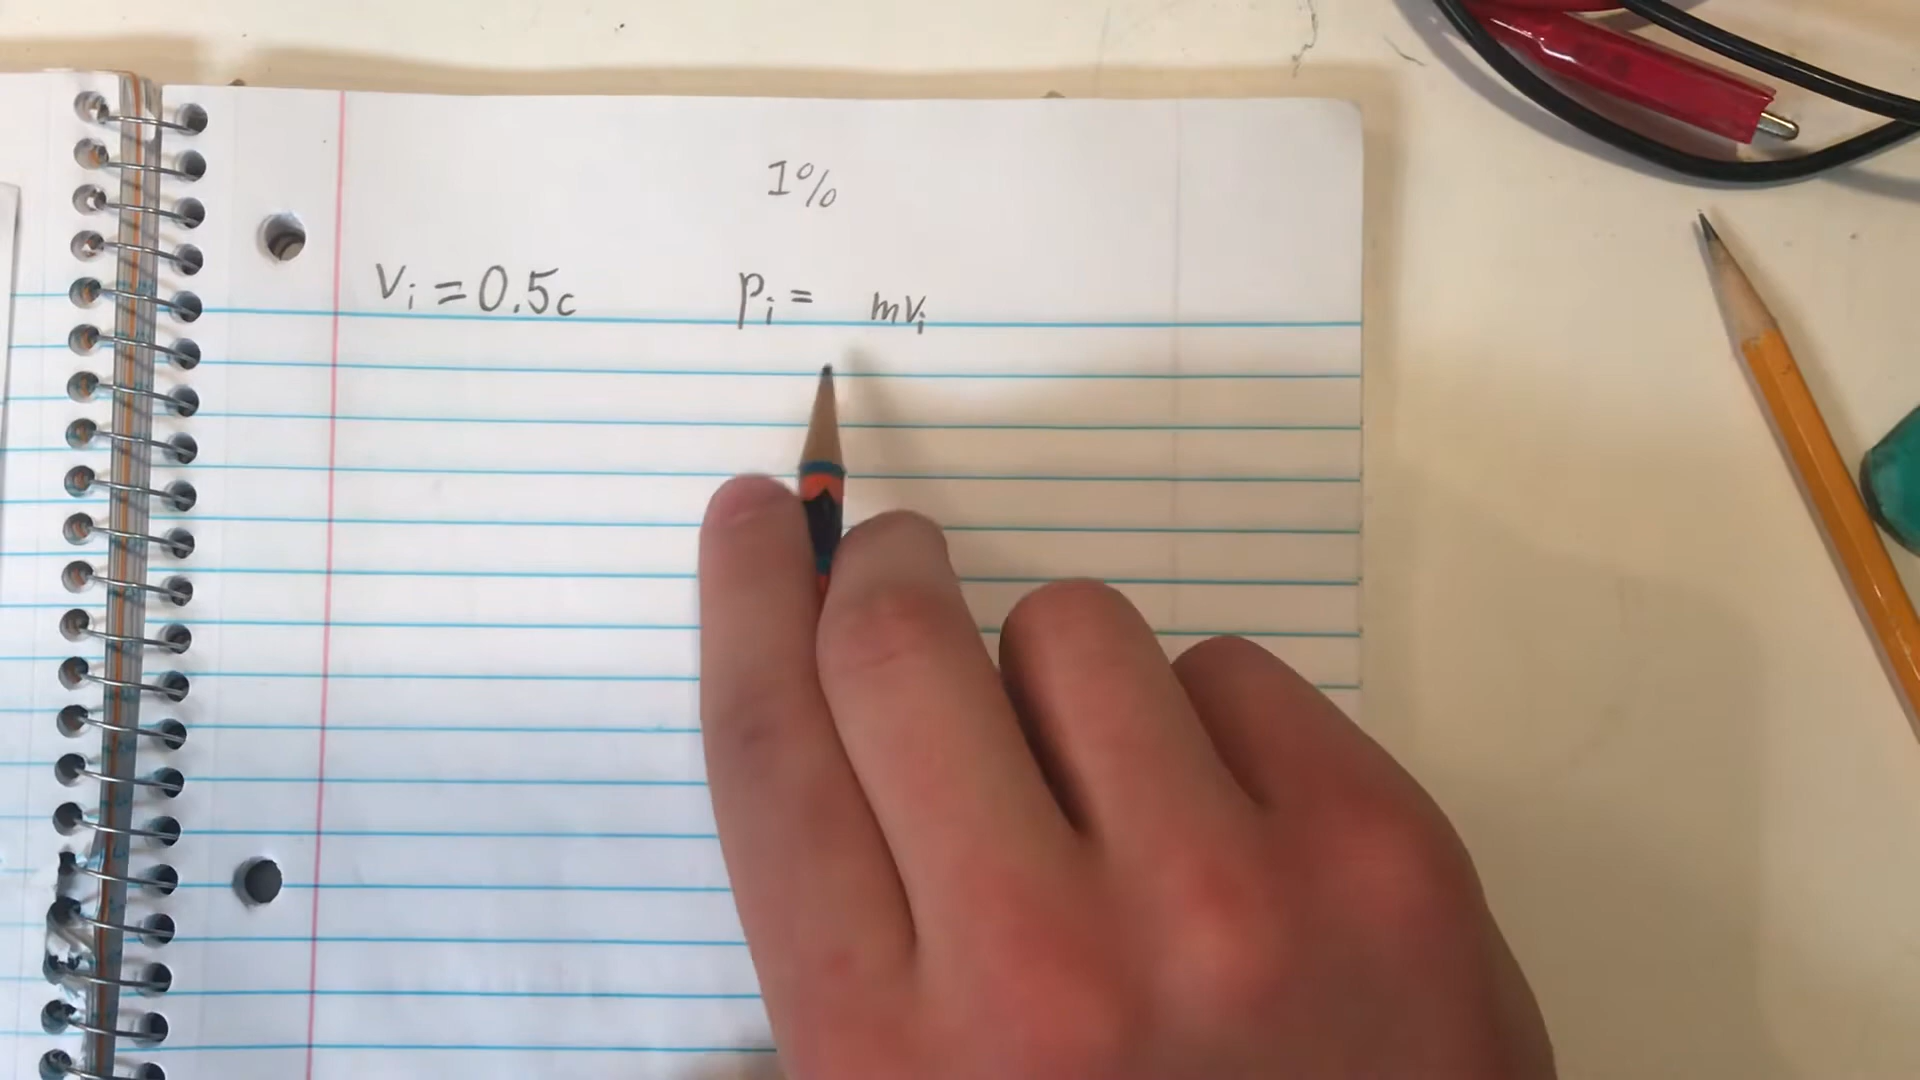 1%
vᵢ = 0.5c pᵢ = mvᵢ